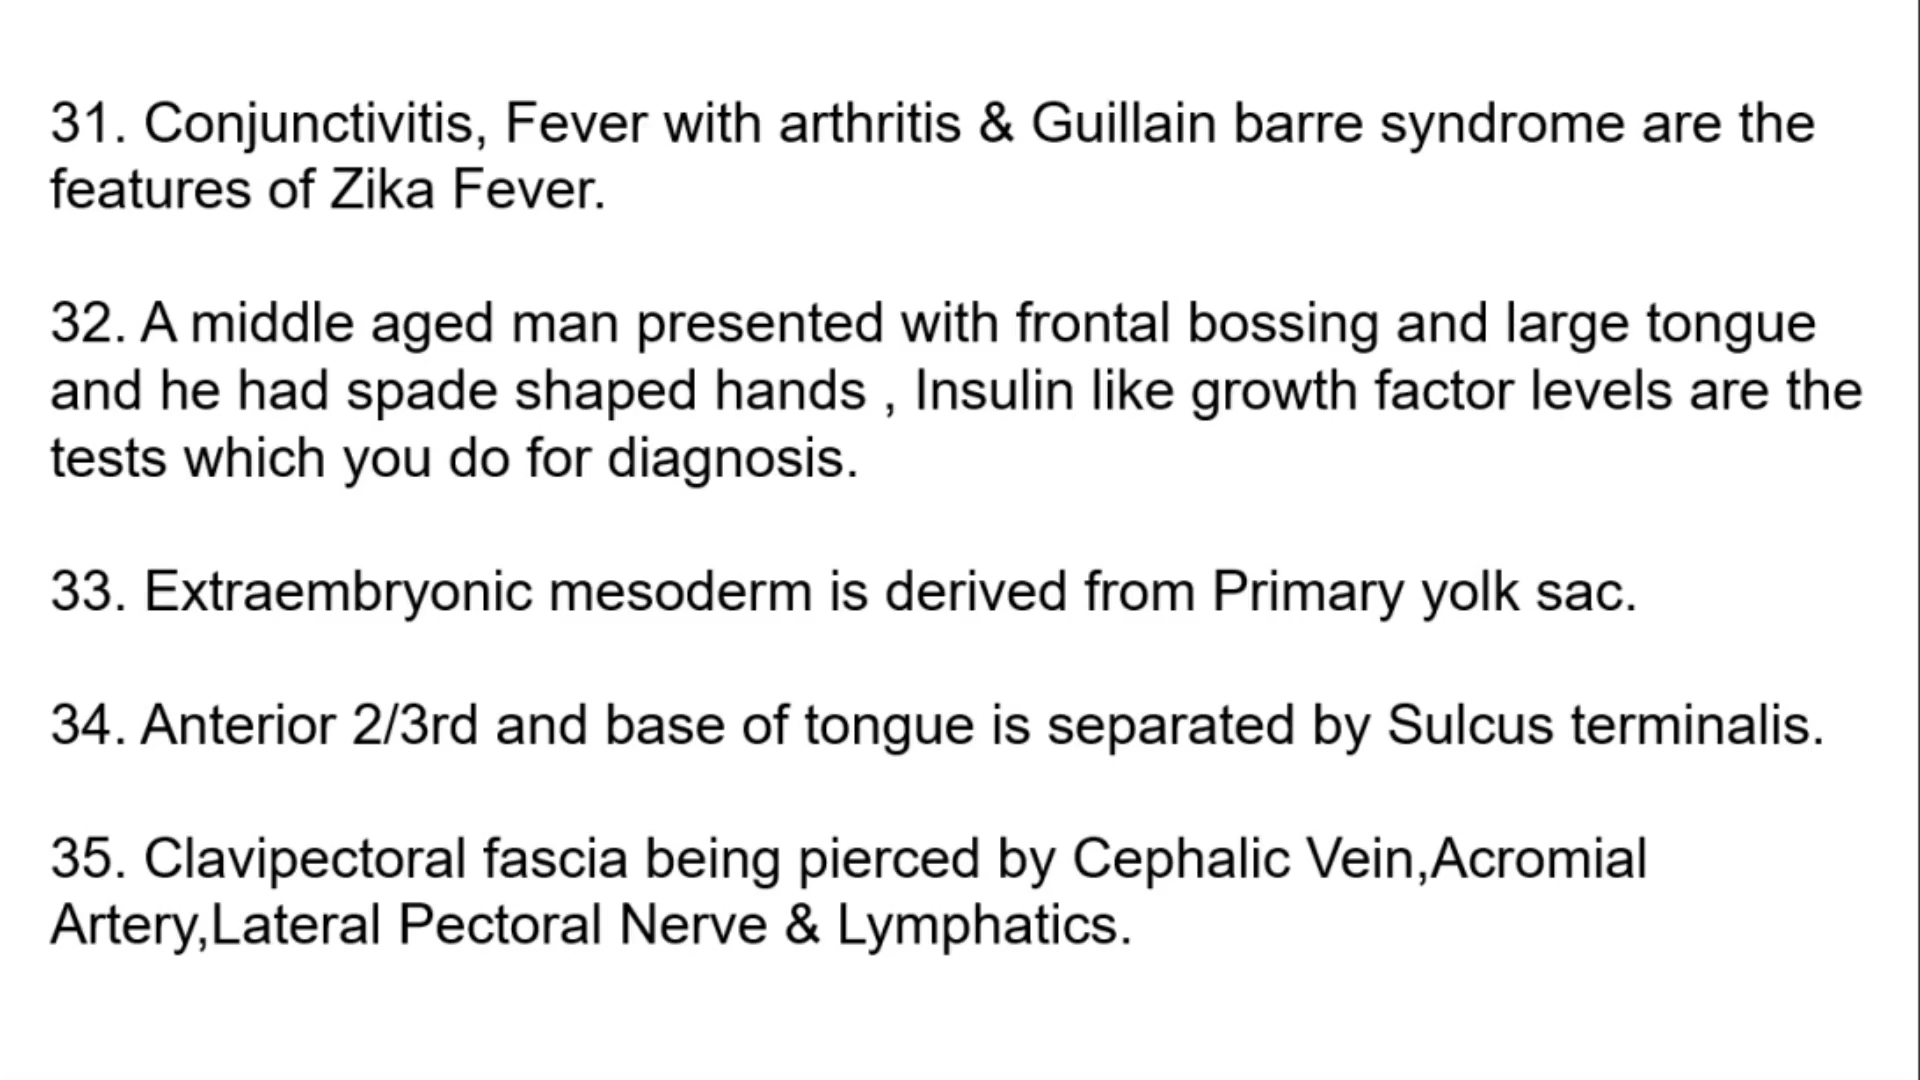 31. Conjunctivitis, Fever with arthritis & Guillain barre syndrome are the
features of Zika Fever.
32. A middle aged man presented with frontal bossing and large tongue
and he had spade shaped hands , Insulin like growth factor levels are the
tests which you do for diagnosis.
33. Extraembryonic mesoderm is derived from Primary yolk sac.
34. Anterior 2/3rd and base of tongue is separated by Sulcus terminalis.
35. Clavipectoral fascia being pierced by Cephalic Vein,Acromial
Artery,Lateral Pectoral Nerve & Lymphatics.